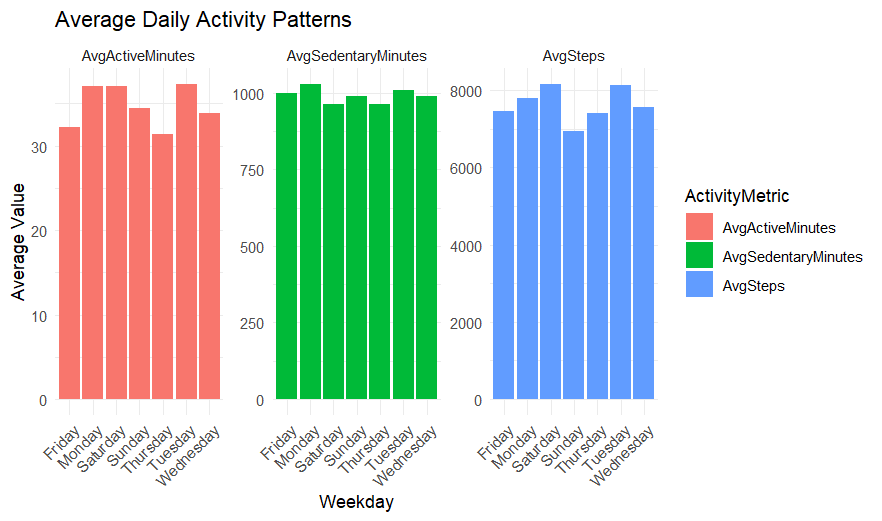 Average Daily Activity Patterns
AvgActiveMinutes
AvgSedentaryMinutes
AvgSteps
Average Value
30
20
10
0
1000
750
500
250
0
8000
6000
4000
2000
0
Friday
Monday
Saturday
Sunday
Thursday
Tuesday
Wednesday
Friday
Monday
Saturday
Sunday
Thursday
Tuesday
Wednesday
Friday
Monday
Saturday
Sunday
Thursday
Tuesday
Wednesday
Weekday
ActivityMetric
AvgActiveMinutes
AvgSedentaryMinutes
AvgSteps